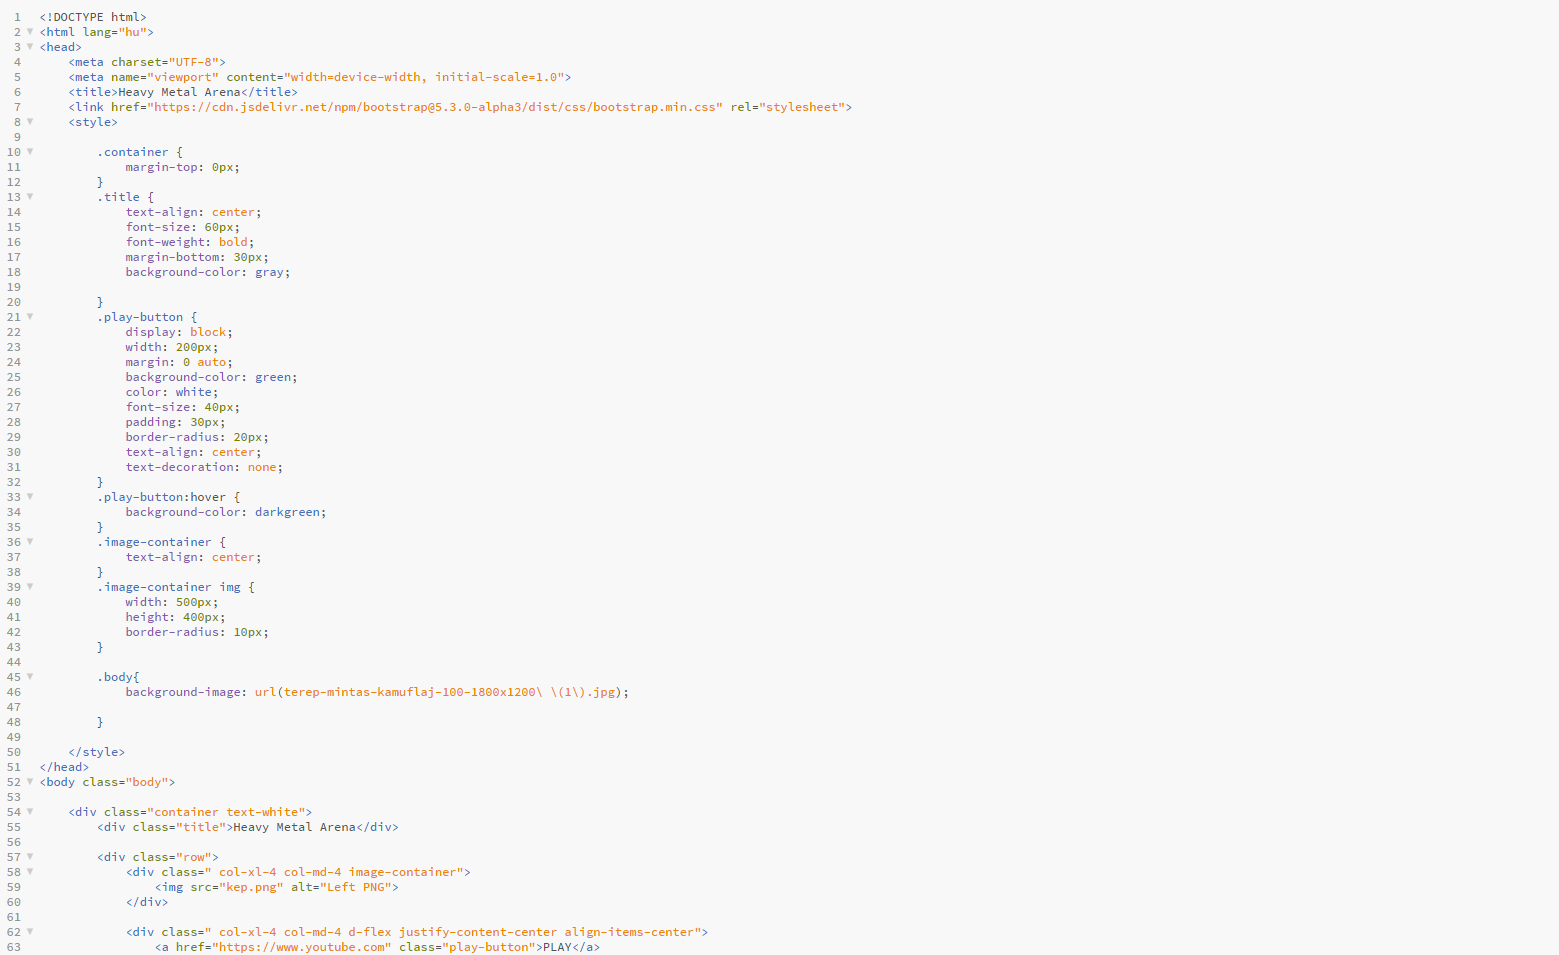 1 <!DOCTYPE html>
2 <html lang="hu">
3 <head>
4 <meta charset="UTF-8">
5 <meta name="viewport" content="width=device-width, initial-scale=1.0">
6 <title>Heavy Metal Arena</title>
7 <link href="https://cdn.jsdelivr.net/npm/bootstrap@5.3.0-alpha3/dist/css/bootstrap.min.css" rel="stylesheet">
8 <style>
9
10 .container {
11 margin-top: 0px;
12 }
13 .title {
14 text-align: center;
15 font-size: 60px;
16 font-weight: bold;
17 margin-bottom: 30px;
18 background-color: gray;
19
20 }
21 .play-button {
22 display: block;
23 width: 200px;
24 margin: 0 auto;
25 background-color: green;
26 color: white;
27 font-size: 40px;
28 padding: 30px;
29 border-radius: 20px;
30 text-align: center;
31 text-decoration: none;
32 }
33 .play-button:hover {
34 background-color: darkgreen;
35 }
36 .image-container {
37 text-align: center;
38 }
39 .image-container img {
40 width: 500px;
41 height: 400px;
42 border-radius: 10px;
43 }
44
45 .body{
46 background-image: url(terep-mintas-kamuflaj-100-1800x1200\ \(1\).jpg);
47
48 }
49
50 </style>
51 </head>
52 <body class="body">
53
54 <div class="container text-white">
55 <div class="title">Heavy Metal Arena</div>
56
57 <div class="row">
58 <div class=" col-xl-4 col-md-4 image-container">
59 <img src="kep.png" alt="Left PNG">
60 </div>
61
62 <div class=" col-xl-4 col-md-4 d-flex justify-content-center align-items-center">
63 <a href="https://www.youtube.com" class="play-button">PLAY</a>